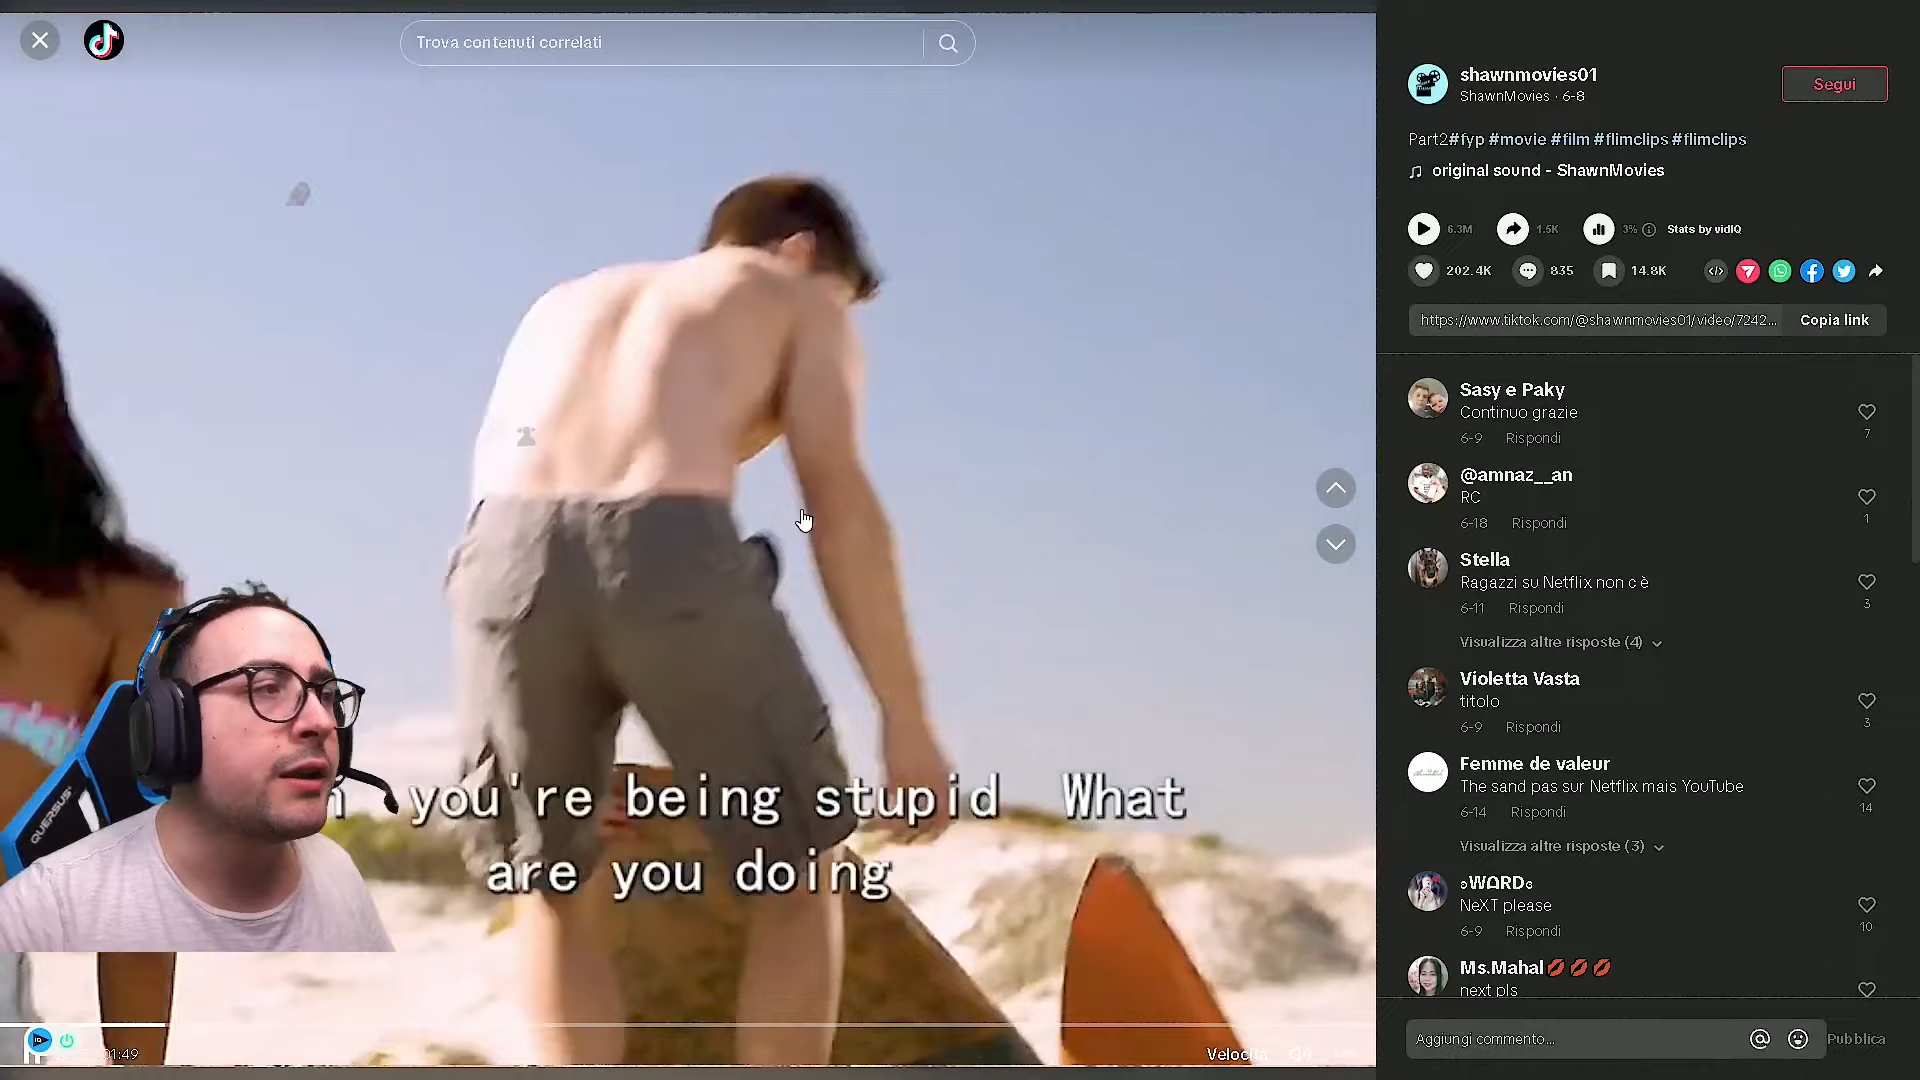 Trova contenuti correlati
shawnmovies01
ShawnMovies · 6-8
Segui
Part2#fyp #movie #film #flimclips #flimclips
original sound - ShawnMovies
6.3M
1.5K
3%
Stats by vidIQ
202.4K
835
14.8K
https://www.tiktok.com/@shawnmovies01/video/7242...
Copia link
Sasy e Paky
Continuo grazie
7
6-9 Rispondi
@amnaz__an
RC
1
6-18 Rispondi
Stella
Ragazzi su Netflix non c è
3
6-11 Rispondi
Visualizza altre risposte (4)
Violetta Vasta
titolo
3
6-9 Rispondi
Femme de valeur
The sand pas sur Netflix mais YouTube
14
6-14 Rispondi
Visualizza altre risposte (3)
NeXT please
10
6-9 Rispondi
Ms.Mahal💋💋💋
next pls
Aggiungi commento...
Pubblica
you're being stupid What
are you doing
QUERSUS
01:49
Velocità